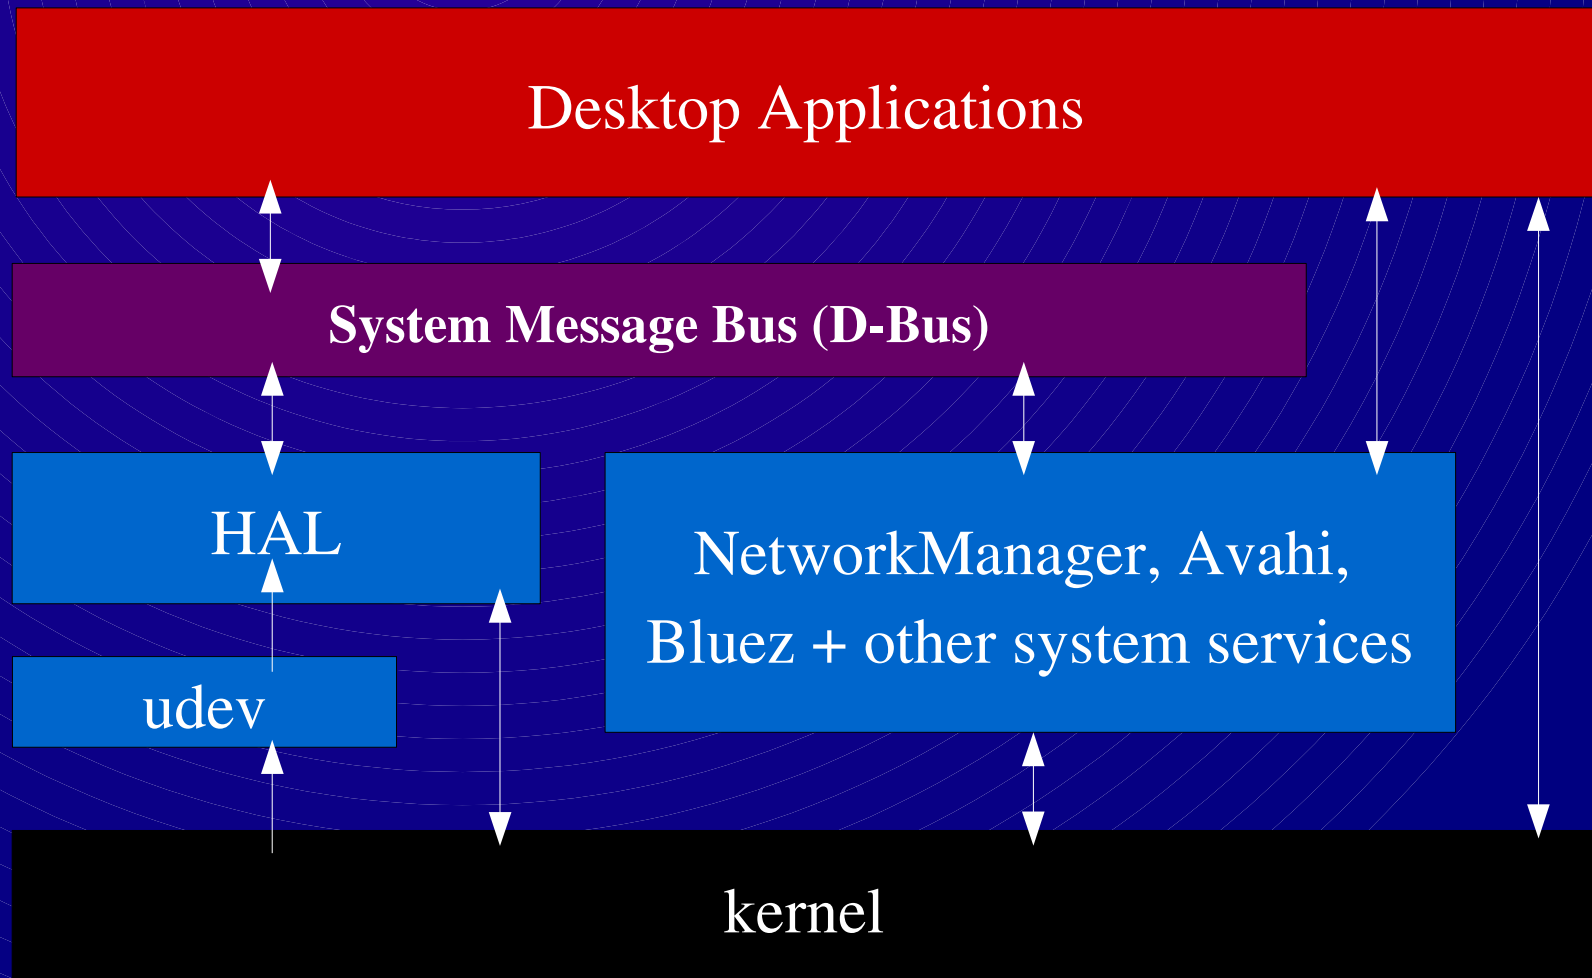 Desktop Applications
System Message Bus (D-Bus)
HAL
NetworkManager, Avahi,
Bluez + other system services
udev
kernel